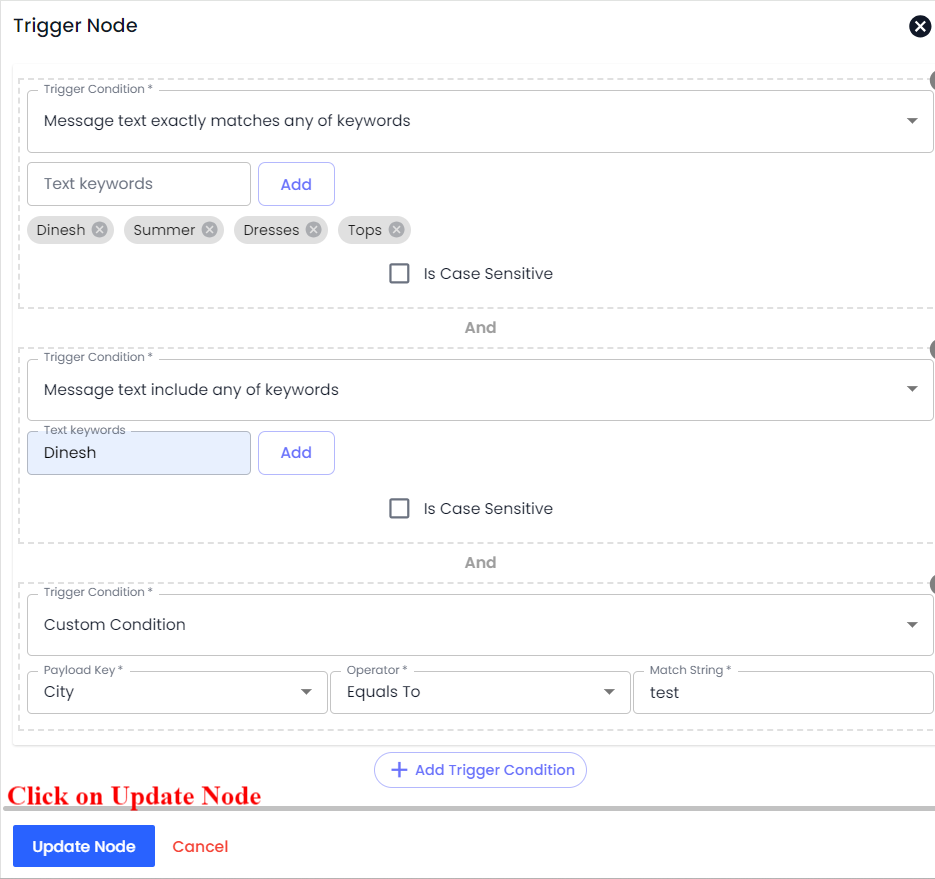 Trigger Node
Trigger Condition *
Message text exactly matches any of keywords
Text keywords Add
Dinesh Summer Dresses Tops
Is Case Sensitive
And
Trigger Condition *
Message text include any of keywords
Text keywords
Dinesh Add
Is Case Sensitive
And
Trigger Condition *
Custom Condition
Payload Key * Operator * Match String *
City Equals To test
+ Add Trigger Condition
Click on Update Node
Update Node Cancel